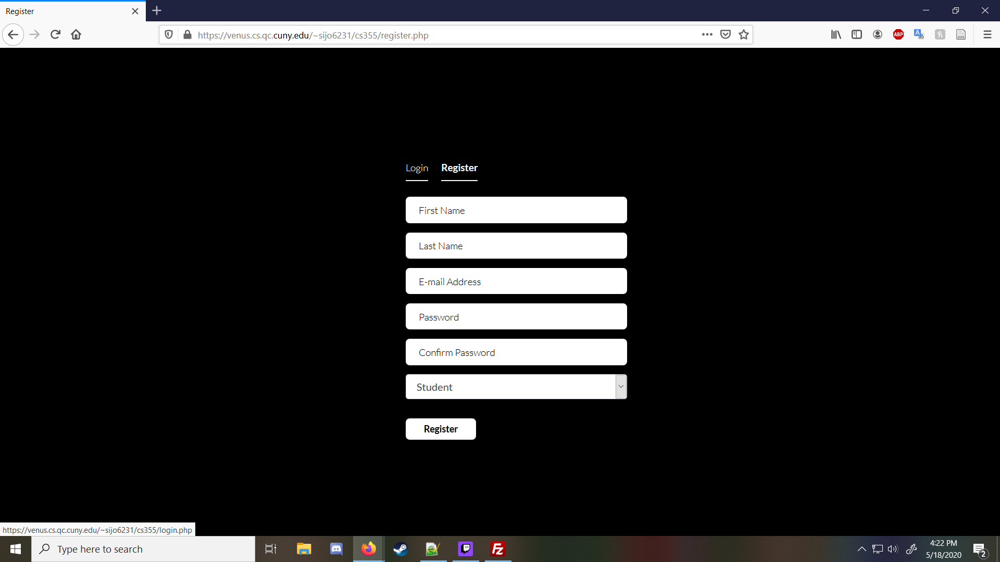 Register
https://venus.cs.qc.cuny.edu/~sijo6231/cs355/register.php
ABP
Login Register
First Name
Last Name
E-mail Address
Password
Confirm Password
Student
Register
https://venus.cs.qc.cuny.edu/~sijo6231/cs355/login.php
Type here to search
Fz
4:22 PM
5/18/2020
2